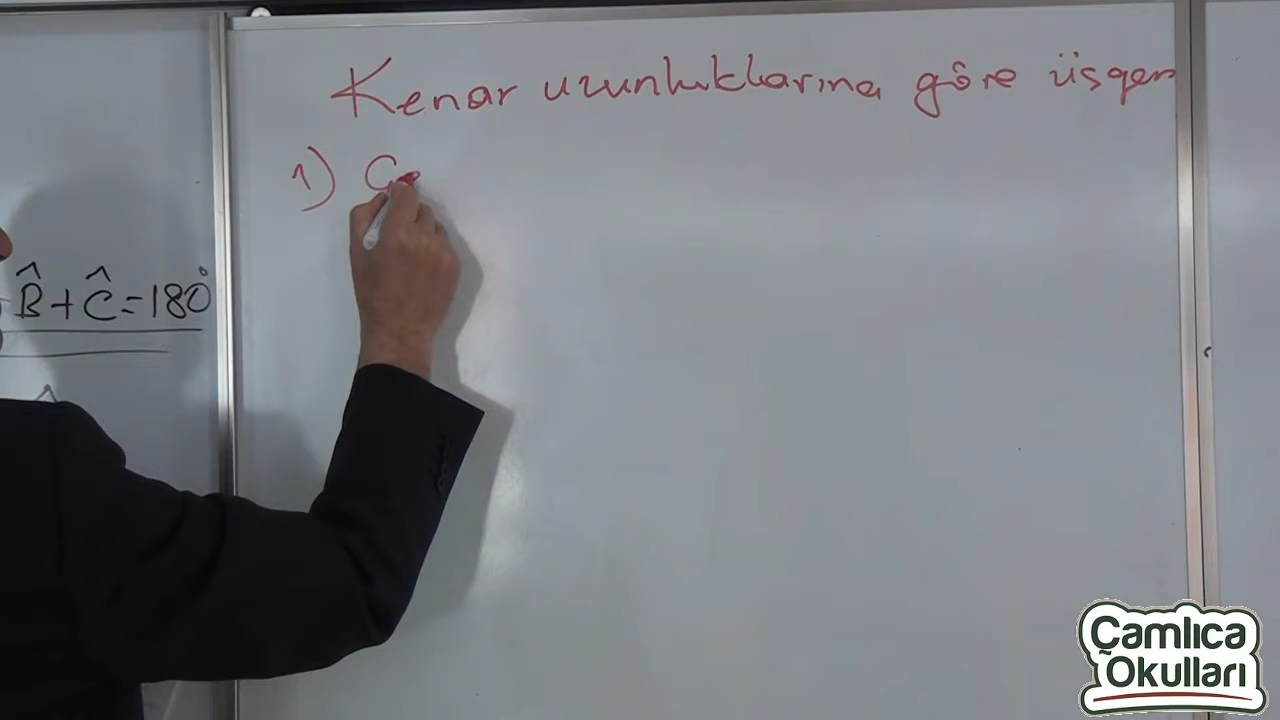 Kenar uzunluklarına göre üçgen
1) Ç
B̂+Ĉ=180°
Çamlıca
Okulları